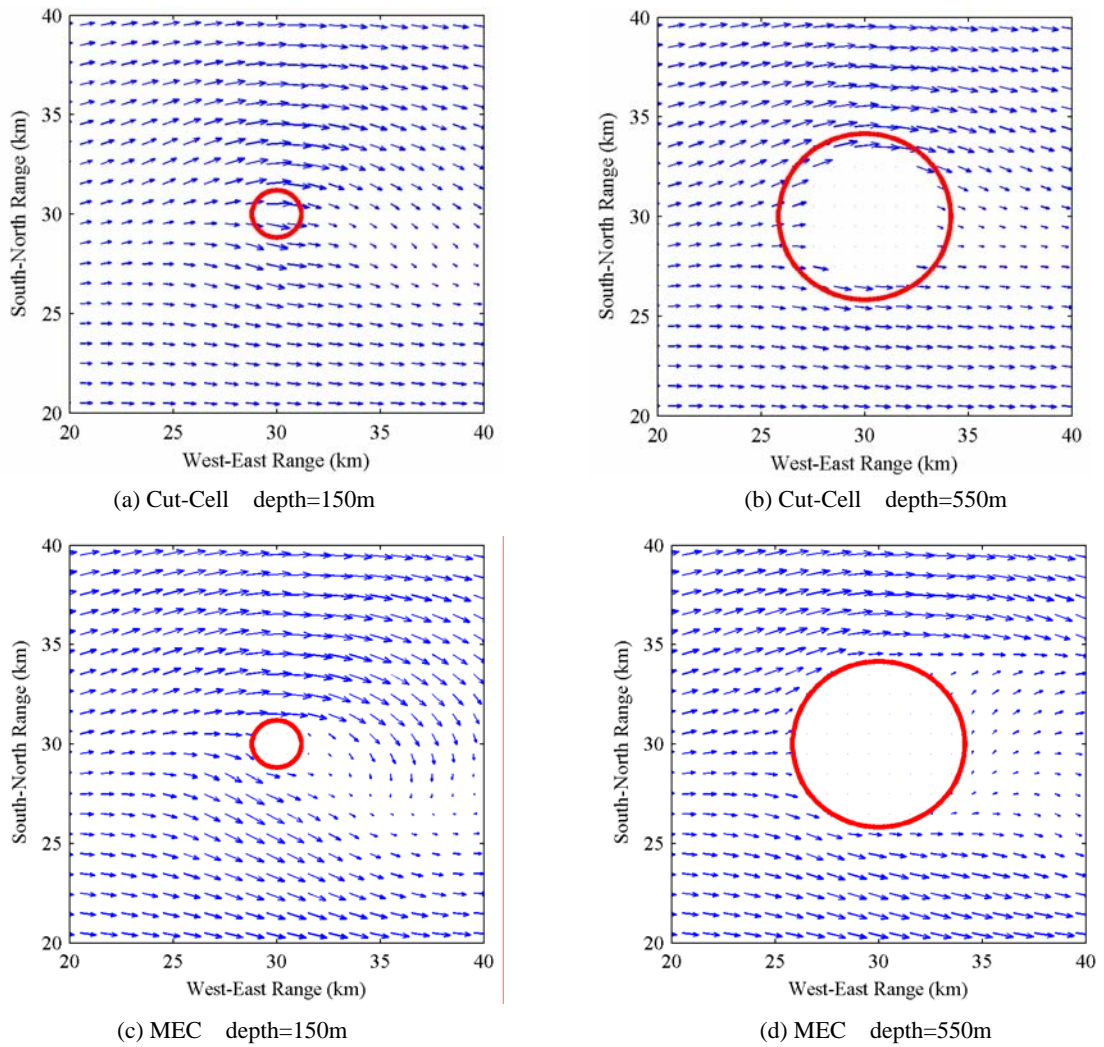 40
35
30
25
20
South-North Range (km)
20 25 30 35 40
West-East Range (km)
(a) Cut-Cell depth=150m
40
35
30
25
20
South-North Range (km)
20 25 30 35 40
West-East Range (km)
(b) Cut-Cell depth=550m
40
35
30
25
20
South-North Range (km)
20 25 30 35 40
West-East Range (km)
(c) MEC depth=150m
40
35
30
25
20
South-North Range (km)
20 25 30 35 40
West-East Range (km)
(d) MEC depth=550m